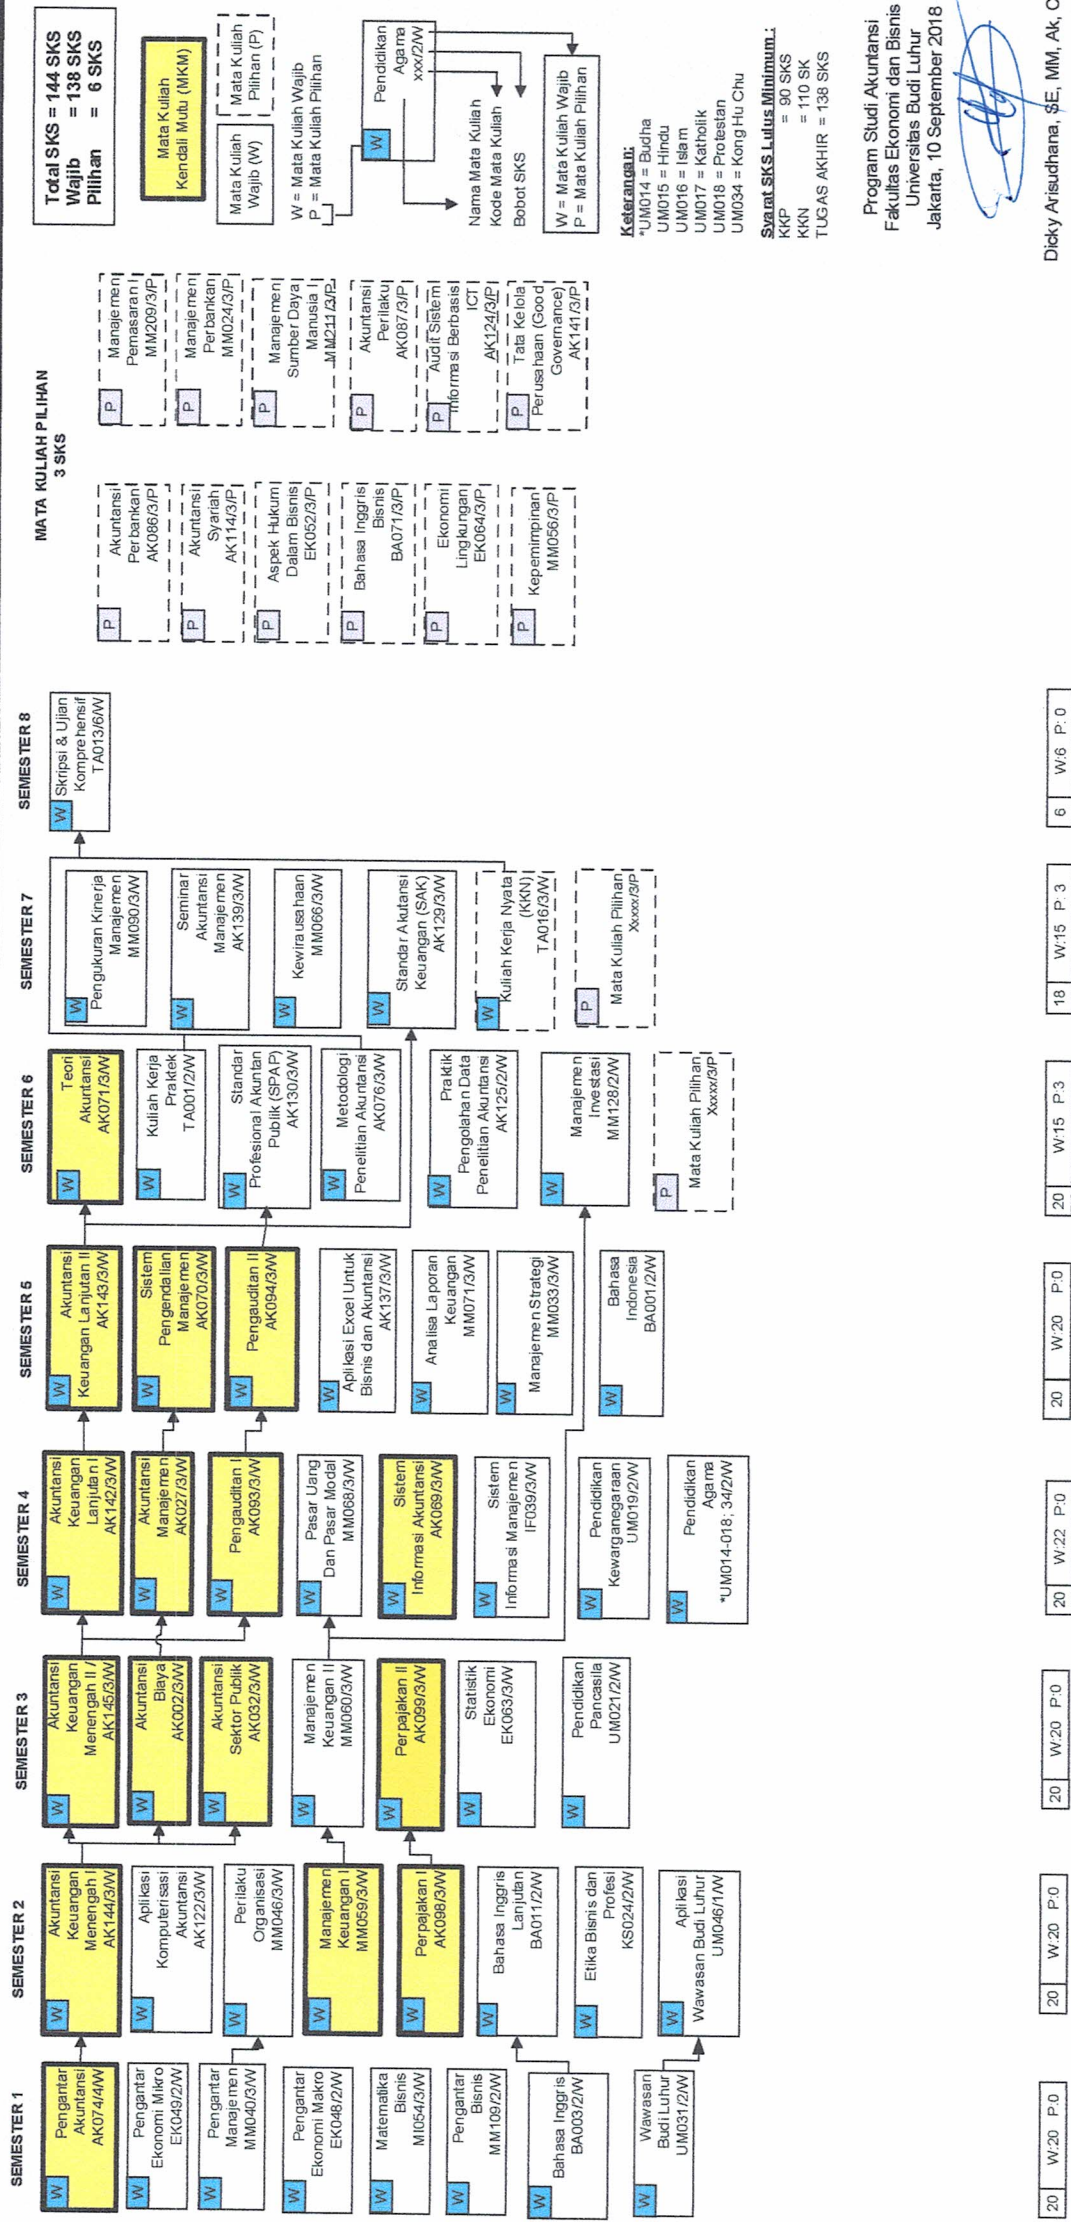 SEMESTER 1
W
Pengantar
Akuntansi
AK074/4/W
W
Pengantar
Ekonomi Mikro
EK049/2/W
W
Pengantar
Manajemen
MM040/3/W
W
Pengantar
Ekonomi Makro
EK048/2/W
W
Matematika
Bisnis
MI054/3/W
W
Pengantar
Bisnis
MM109/2/W
W
Bahasa Inggris
BA003/2/W
W
Wawasan
Budi Luhur
UM031/2/W
20 W:20 P:0
SEMESTER 2
W
Akuntansi
Keuangan
Menengah I
AK144/3/W
W
Aplikasi
Komputerisasi
Akuntansi
AK122/3/W
W
Perilaku
Organisasi
MM046/3/W
W
Manajemen
Keuangan I
MM059/3/W
W
Perpajakan I
AK098/3/W
W
Bahasa Inggris
Lanjutan
BA011/2/W
W
Etika Bisnis dan
Profesi
KS024/2/W
W
Aplikasi
Wawasan Budi Luhur
UM046/1/W
20 W:20 P:0
SEMESTER 3
W
Akuntansi
Keuangan
Menengah II /
AK145/3/W
W
Akuntansi
Biaya
AK002/3/W
W
Akuntansi
Sektor Publik
AK032/3/W
W
Manajemen
Keuangan II
MM060/3/W
W
Perpajakan II
AK099/3/W
W
Statistik
Ekonomi
EK063/3/W
W
Pendidikan
Pancasila
UM021/2/W
20 W:20 P:0
SEMESTER 4
W
Akuntansi
Keuangan
Lanjutan I
AK142/3/W
W
Akuntansi
Manajemen
AK027/3/W
W
Pengauditan I
AK093/3/W
W
Pasar Uang
Dan Pasar Modal
MM068/3/W
W
Sistem
Informasi Akuntansi
AK069/3/W
W
Sistem
Informasi Manajemen
IF039/3/W
W
Pendidikan
Kewarganegaraan
UM019/2/W
W
Pendidikan
Agama
*UM014-018; 34/2/W
20 W:22 P:0
SEMESTER 5
W
Akuntansi
Keuangan Lanjutan II
AK143/3/W
W
Sistem
Pengendalian
Manajemen
AK070/3/W
W
Pengauditan II
AK094/3/W
W
Aplikasi Excel Untuk
Bisnis dan Akuntansi
AK137/3/W
W
Analisa Laporan
Keuangan
MM071/3/W
W
Manajemen Strategi
MM033/3/W
W
Bahasa
Indonesia
BA001/2/W
20 W:20 P:0
SEMESTER 6
W
Teori
Akuntansi
AK071/3/W
W
Kuliah Kerja
Praktek
TA001/2/W
W
Standar
Profesional Akuntan
Publik (SPAP)
AK130/3/W
W
Metodologi
Penelitian Akuntansi
AK076/3/W
W
Praktik
Pengolahan Data
Penelitian Akuntansi
AK125/2/W
W
Manajemen
Investasi
MM128/2/W
P
Mata Kuliah Pilihan
Xxxxx/3/P
20 W:15 P:3
SEMESTER 7
W
Pengukuran Kinerja
Manajemen
MM090/3/W
W
Seminar
Akuntansi
Manajemen
AK139/3/W
W
Kewirausahaan
MM066/3/W
W
Standar Akutansi
Keuangan (SAK)
AK129/3/W
W
Kuliah Kerja Nyata
(KKN)
TA016/3/W
P
Mata Kuliah Pilihan
Xxxxx/3/P
18 W:15 P: 3
SEMESTER 8
W
Skripsi & Ujian
Komprehensif
TA013/6/W
6 W:6 P: 0
MATA KULIAH PILIHAN
3 SKS
P
Akuntansi
Perbankan
AK086/3/P
P
Akuntansi
Syariah
AK114/3/P
P
Aspek Hukum
Dalam Bisnis
EK052/3/P
P
Bahasa Inggris
Bisnis
BA071/3/P
P
Ekonomi
Lingkungan
EK064/3/P
P
Kepemimpinan
MM056/3/P
P
Manajemen
Pemasaran I
MM209/3/P
P
Manajemen
Perbankan
MM024/3/P
P
Manajemen
Sumber Daya
Manusia I
MM211/3/P
P
Akuntansi
Perilaku
AK087/3/P
P
Audit Sistem
Informasi Berbasis
ICT
AK124/3/P
P
Tata Kelola
Perusahaan (Good
Governance)
AK141/3/P
Total SKS = 144 SKS
Wajib = 138 SKS
Pilihan = 6 SKS
Mata Kuliah
Kendali Mutu (MKM)
Mata Kuliah
Wajib (W)
Mata Kuliah
Pilihan (P)
W = Mata Kuliah Wajib
P = Mata Kuliah Pilihan
W
Pendidikan
Agama
xxx/2/W
Nama Mata Kuliah
Kode Mata Kuliah
Bobot SKS
W = Mata Kuliah Wajib
P = Mata Kuliah Pilihan
Keterangan:
*UM014 = Budha
UM015 = Hindu
UM016 = Islam
UM017 = Katholik
UM018 = Protestan
UM034 = Kong Hu Chu
Syarat SKS Lulus Minimum :
KKP = 90 SKS
KKN = 110 SK
TUGAS AKHIR = 138 SKS
Program Studi Akuntansi
Fakultas Ekonomi dan Bisnis
Universitas Budi Luhur
Jakarta, 10 September 2018
Dicky Arisudhana, SE, MM, Ak, C